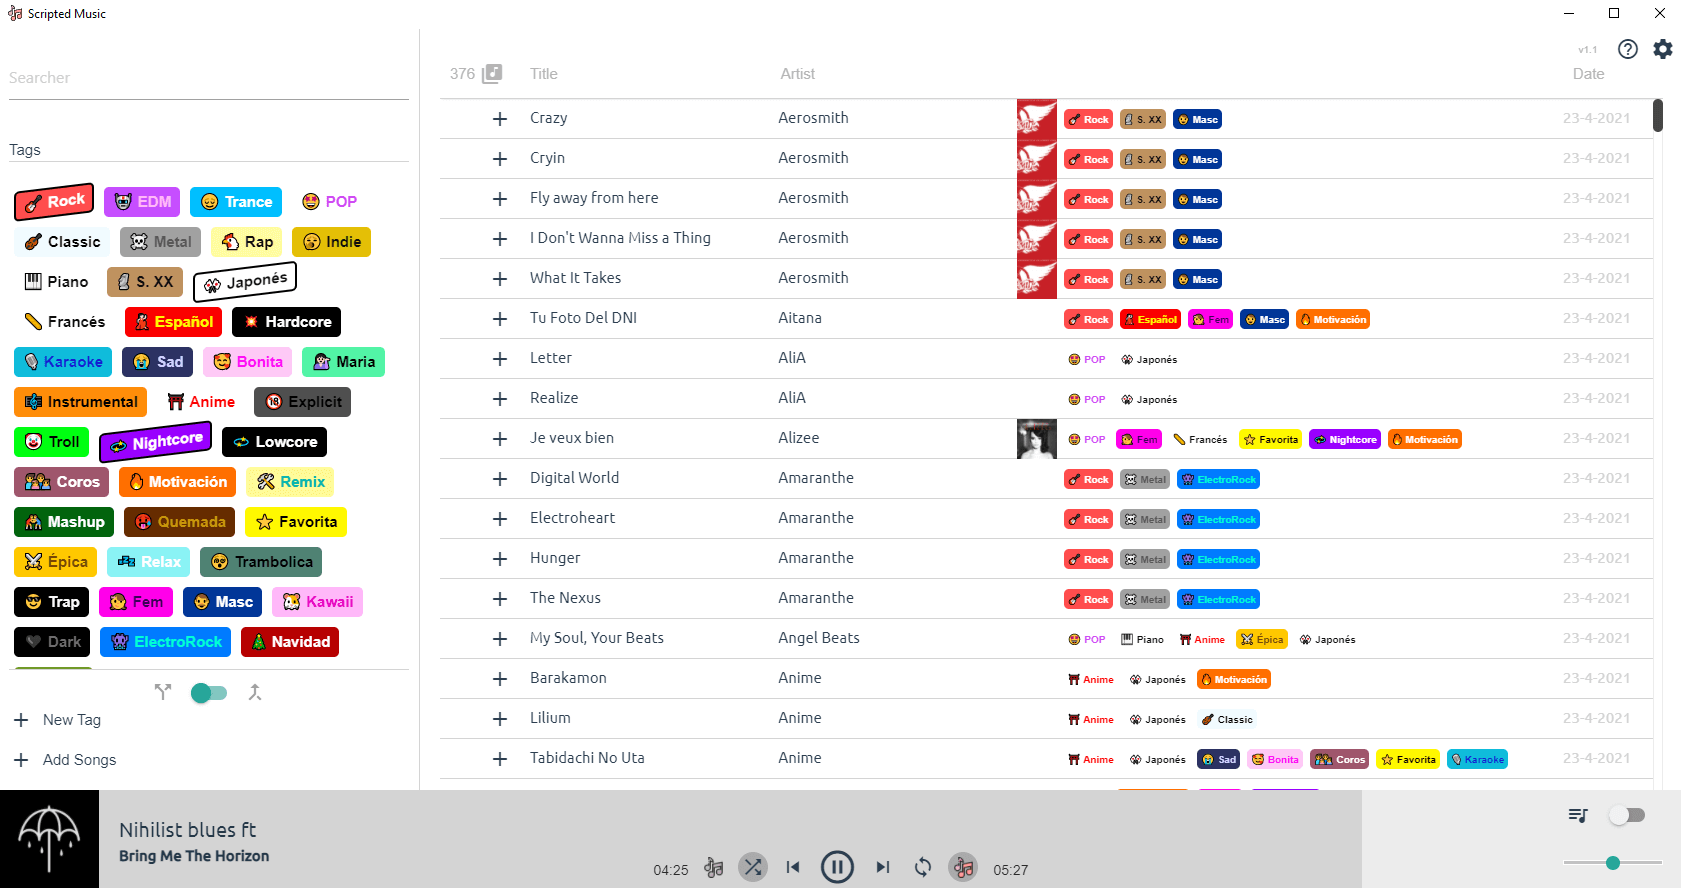 Scripted Music
v1.1
Searcher
376 Title Artist Date
Tags
Rock EDM Trance POP
Classic Metal Rap Indie
Piano S. XX Japonés
Francés Español Hardcore
Karaoke Sad Bonita Maria
Instrumental Anime Explicit
Troll Nightcore Lowcore
Coros Motivación Remix
Mashup Quemada Favorita
Épica Relax Trambolica
Trap Fem Masc Kawaii
Dark ElectroRock Navidad
New Tag
Add Songs
Crazy Aerosmith Rock S. XX Masc 23-4-2021
Cryin Aerosmith Rock S. XX Masc 23-4-2021
Fly away from here Aerosmith Rock S. XX Masc 23-4-2021
I Don't Wanna Miss a Thing Aerosmith Rock S. XX Masc 23-4-2021
What It Takes Aerosmith Rock S. XX Masc 23-4-2021
Tu Foto Del DNI Aitana Rock Español Fem Masc Motivación 23-4-2021
Letter AliA POP Japonés 23-4-2021
Realize AliA POP Japonés 23-4-2021
Je veux bien Alizee POP Fem Francés Favorita Nightcore Motivación 23-4-2021
Digital World Amaranthe Rock Metal ElectroRock 23-4-2021
Electroheart Amaranthe Rock Metal ElectroRock 23-4-2021
Hunger Amaranthe Rock Metal ElectroRock 23-4-2021
The Nexus Amaranthe Rock Metal ElectroRock 23-4-2021
My Soul, Your Beats Angel Beats POP Piano Anime Épica Japonés 23-4-2021
Barakamon Anime Anime Japonés Motivación 23-4-2021
Lilium Anime Anime Japonés Classic 23-4-2021
Tabidachi No Uta Anime Anime Japonés Sad Bonita Coros Favorita Karaoke 23-4-2021
Nihilist blues ft
Bring Me The Horizon
04:25 05:27